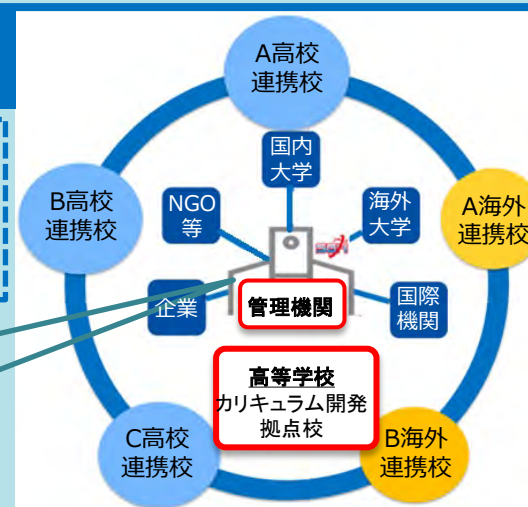 A高校
連携校
国内
大学
NGO
等
海外
大学
B高校
連携校
A海外
連携校
企業
管理機関
国際
機関
高等学校
カリキュラム開発
拠点校
C高校
連携校
B海外
連携校